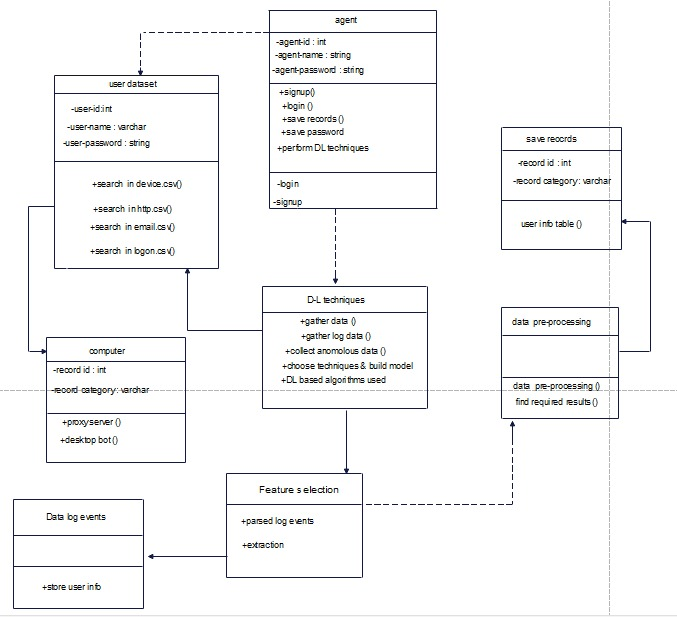 agent
-agent-id : int
-agent-name : string
-agent-password : string
+signup()
+login ()
+save records ()
+save password
+perform DL techniques
-login
-signup
user dataset
-user-id:int
-user-name : varchar
-user-password : string
+search in device.csv()
+search in http.csv()
+search in email.csv()
+search in logon.csv()
save reocrds
-record id : int
-record category: varchar
user info table ()
D-L techniques
+gather data ()
+gather log data ()
+collect anomolous data ()
+choose techniques & build model
+DL based algorithms used
data pre-processing
data pre-processing ()
find required results ()
computer
-record id : int
-record category: varchar
+proxyserver ()
+desktop bot ()
Feature selection
+parsed log events
+extraction
Data log events
+store user info